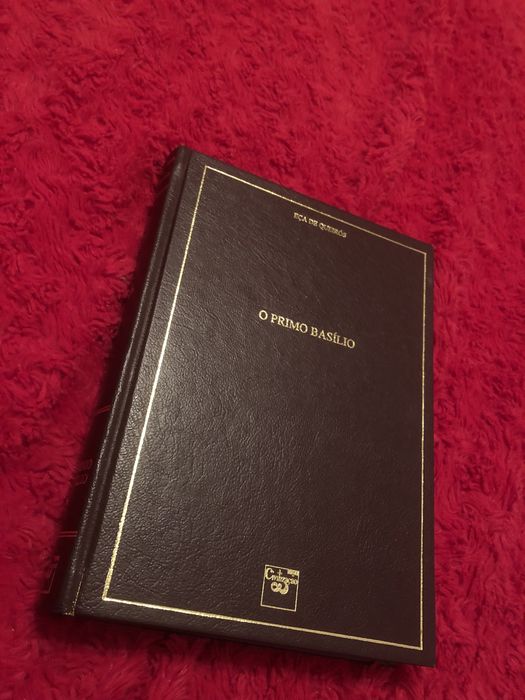 EÇA DE QUEIRÓS
O PRIMO BASÍLIO
Civilização